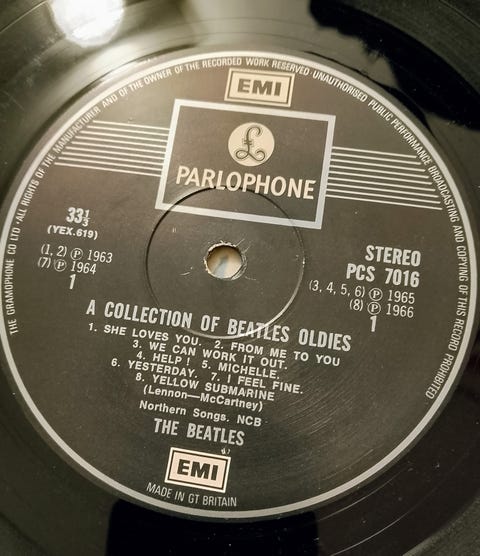 THE GRAMOPHONE CO LTD · ALL RIGHTS OF THE MANUFACTURER AND OF THE OWNER OF THE RECORDED WORK RESERVED · UNAUTHORISED PUBLIC PERFORMANCE BROADCASTING AND COPYING OF THIS RECORD PROHIBITED
EMI
£
PARLOPHONE
33⅓
(YEX.619)
(1, 2) ℗ 1963
(7) ℗ 1964
1
STEREO
PCS 7016
(3, 4, 5, 6) ℗ 1965
(8) ℗ 1966
1
A COLLECTION OF BEATLES OLDIES
1. SHE LOVES YOU. 2. FROM ME TO YOU
3. WE CAN WORK IT OUT.
4. HELP! 5. MICHELLE.
6. YESTERDAY. 7. I FEEL FINE.
8. YELLOW SUBMARINE
(Lennon—McCartney)
Northern Songs. NCB
THE BEATLES
EMI
MADE IN GT BRITAIN